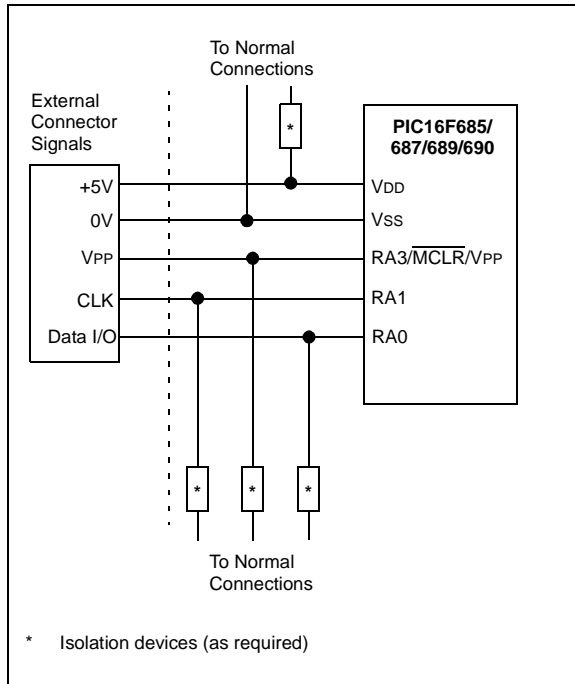 To Normal
Connections
External
Connector
Signals
*
PIC16F685/
687/689/690
+5V
VDD
0V
VSS
VPP
RA3/MCLR/VPP
CLK
RA1
Data I/O
RA0
*
*
*
To Normal
Connections
* Isolation devices (as required)